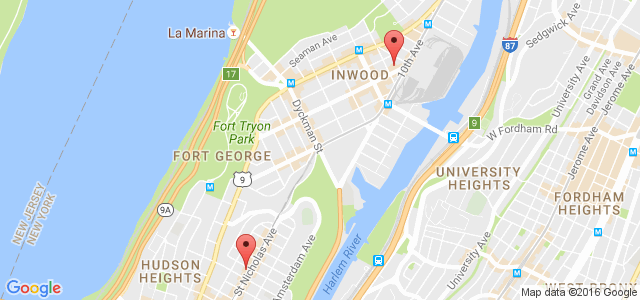 La Marina
Seaman Ave
INWOOD
10th Ave
87
Sedgwick Ave
17
Grand Ave
Davidson Ave
Jerome Ave
University Ave
Dyckman St
Fort Tryon
Park
FORT GEORGE
9
W Fordham Rd
Jerome Ave
9
UNIVERSITY
HEIGHTS
FORDHAM
HEIGHTS
NEW JERSEY
NEW YORK
9A
St Nicholas Ave
Amsterdam Ave
Harlem River
University Ave
HUDSON
HEIGHTS
Google
Map data ©2016 Google